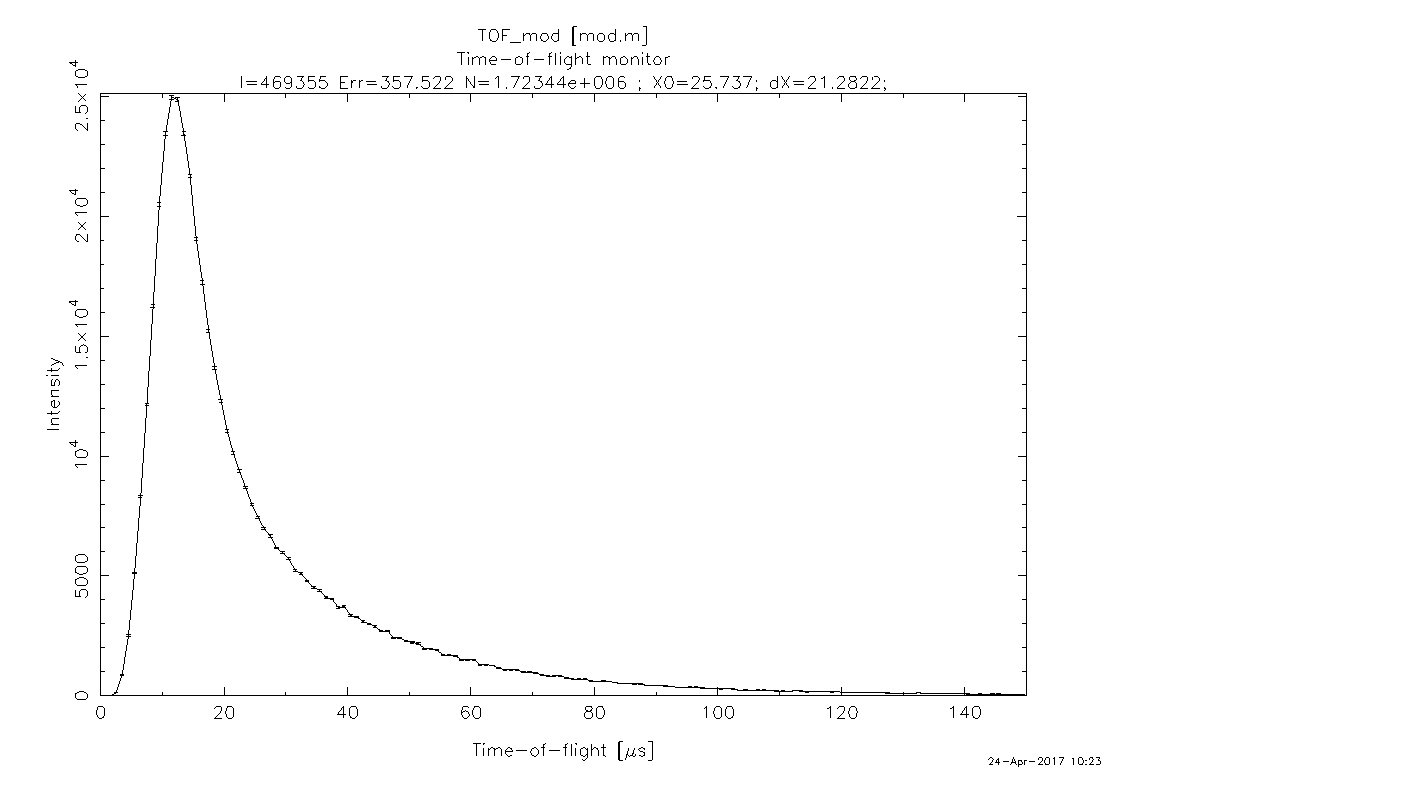 TOF_mod [mod.m]
Time-of-flight monitor
I=469355 Err=357.522 N=1.72344e+006 ; X0=25.737; dX=21.2822;
2.5×10⁴
2×10⁴
1.5×10⁴
10⁴
5000
0
Intensity
0 20 40 60 80 100 120 140
Time-of-flight [μs]
24-Apr-2017 10:23